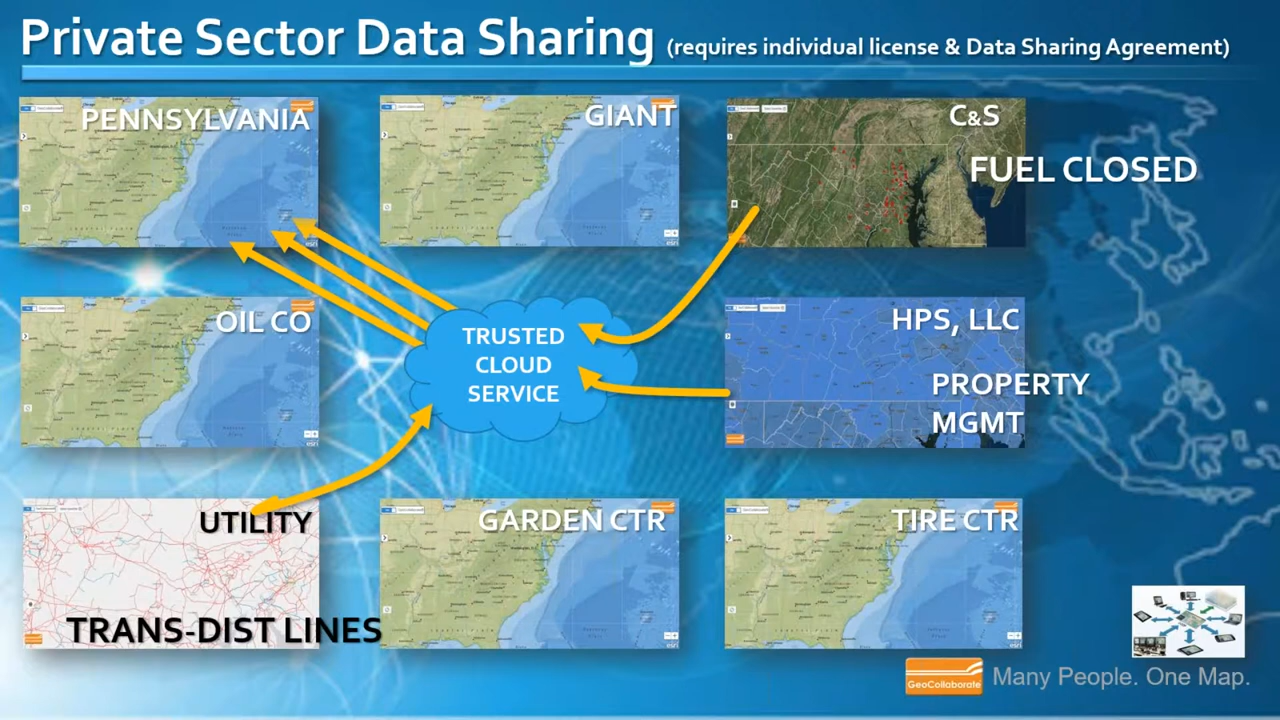 Private Sector Data Sharing (requires individual license & Data Sharing Agreement)
PENNSYLVANIA
GIANT
C&S
FUEL CLOSED
OIL CO
TRUSTED
CLOUD
SERVICE
HPS, LLC
PROPERTY
MGMT
UTILITY
TRANS-DIST LINES
GARDEN CTR
TIRE CTR
GeoCollaborate
Many People. One Map.